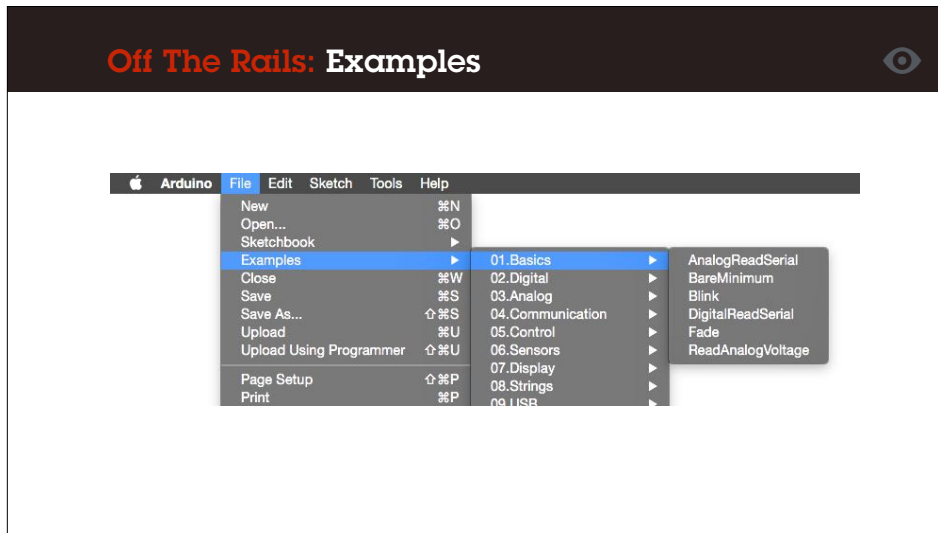 Off The Rails: Examples
Arduino File Edit Sketch Tools Help
New ⌘N
Open... ⌘O
Sketchbook ▶
Examples ▶
Close ⌘W
Save ⌘S
Save As... ⇧⌘S
Upload ⌘U
Upload Using Programmer ⇧⌘U
Page Setup ⇧⌘P
Print ⌘P
01.Basics ▶
02.Digital ▶
03.Analog ▶
04.Communication ▶
05.Control ▶
06.Sensors ▶
07.Display ▶
08.Strings ▶
09.USB ▶
AnalogReadSerial
BareMinimum
Blink
DigitalReadSerial
Fade
ReadAnalogVoltage